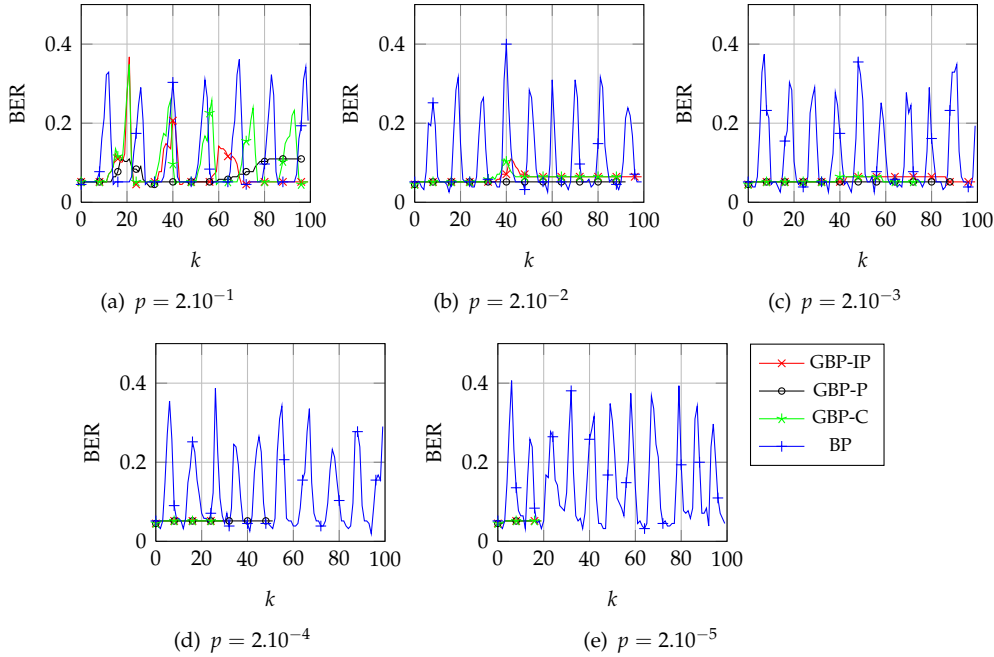 0.4
0.2
0
BER
0 20 40 60 80 100
k
(a) p = 2.10−1
0.4
0.2
0
BER
0 20 40 60 80 100
k
(b) p = 2.10−2
0.4
0.2
0
BER
0 20 40 60 80 100
k
(c) p = 2.10−3
0.4
0.2
0
BER
0 20 40 60 80 100
k
(d) p = 2.10−4
0.4
0.2
0
BER
0 20 40 60 80 100
k
(e) p = 2.10−5
GBP-IP
GBP-P
GBP-C
BP